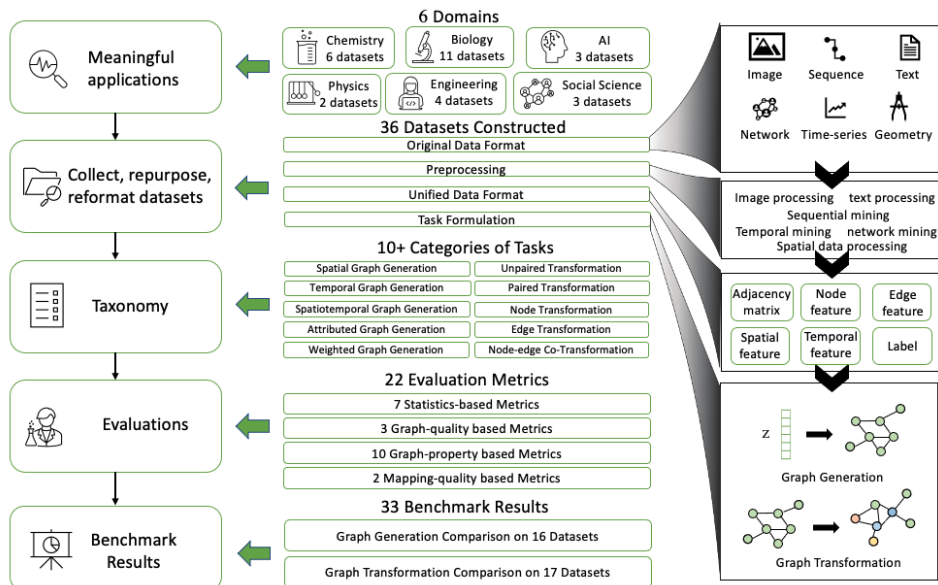 Meaningful
applications
Collect, repurpose,
reformat datasets
Taxonomy
Evaluations
Benchmark
Results
6 Domains
Chemistry
6 datasets
Biology
11 datasets
AI
3 datasets
Physics
2 datasets
Engineering
4 datasets
Social Science
3 datasets
36 Datasets Constructed
Original Data Format
Preprocessing
Unified Data Format
Task Formulation
10+ Categories of Tasks
Spatial Graph Generation
Unpaired Transformation
Temporal Graph Generation
Paired Transformation
Spatiotemporal Graph Generation
Node Transformation
Attributed Graph Generation
Edge Transformation
Weighted Graph Generation
Node-edge Co-Transformation
22 Evaluation Metrics
7 Statistics-based Metrics
3 Graph-quality based Metrics
10 Graph-property based Metrics
2 Mapping-quality based Metrics
33 Benchmark Results
Graph Generation Comparison on 16 Datasets
Graph Transformation Comparison on 17 Datasets
Image
Sequence
Text
Network
Time-series
Geometry
Image processing text processing
Sequential mining
Temporal mining network mining
Spatial data processing
Adjacency
matrix
Node
feature
Edge
feature
Spatial
feature
Temporal
feature
Label
Z
Graph Generation
Graph Transformation